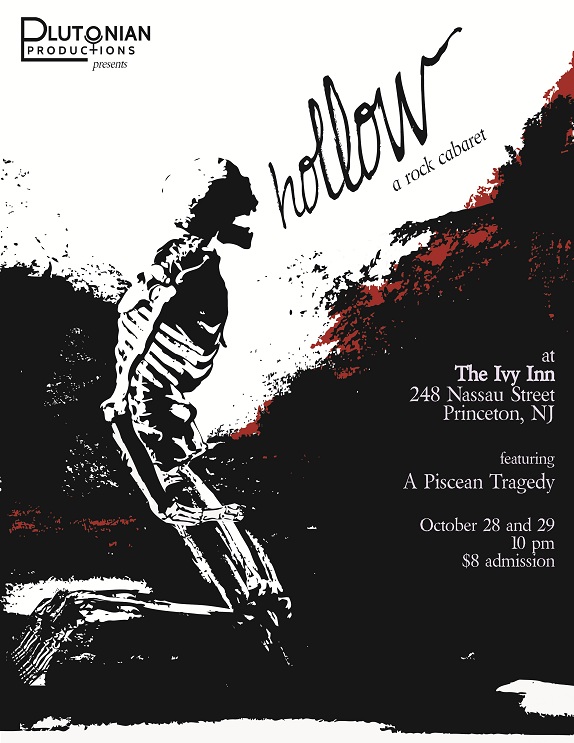 PLUTONIAN
PRODUCTIONS
presents
hollow
a rock cabaret
at
The Ivy Inn
248 Nassau Street
Princeton, NJ
featuring
A Piscean Tragedy
October 28 and 29
10 pm
$8 admission